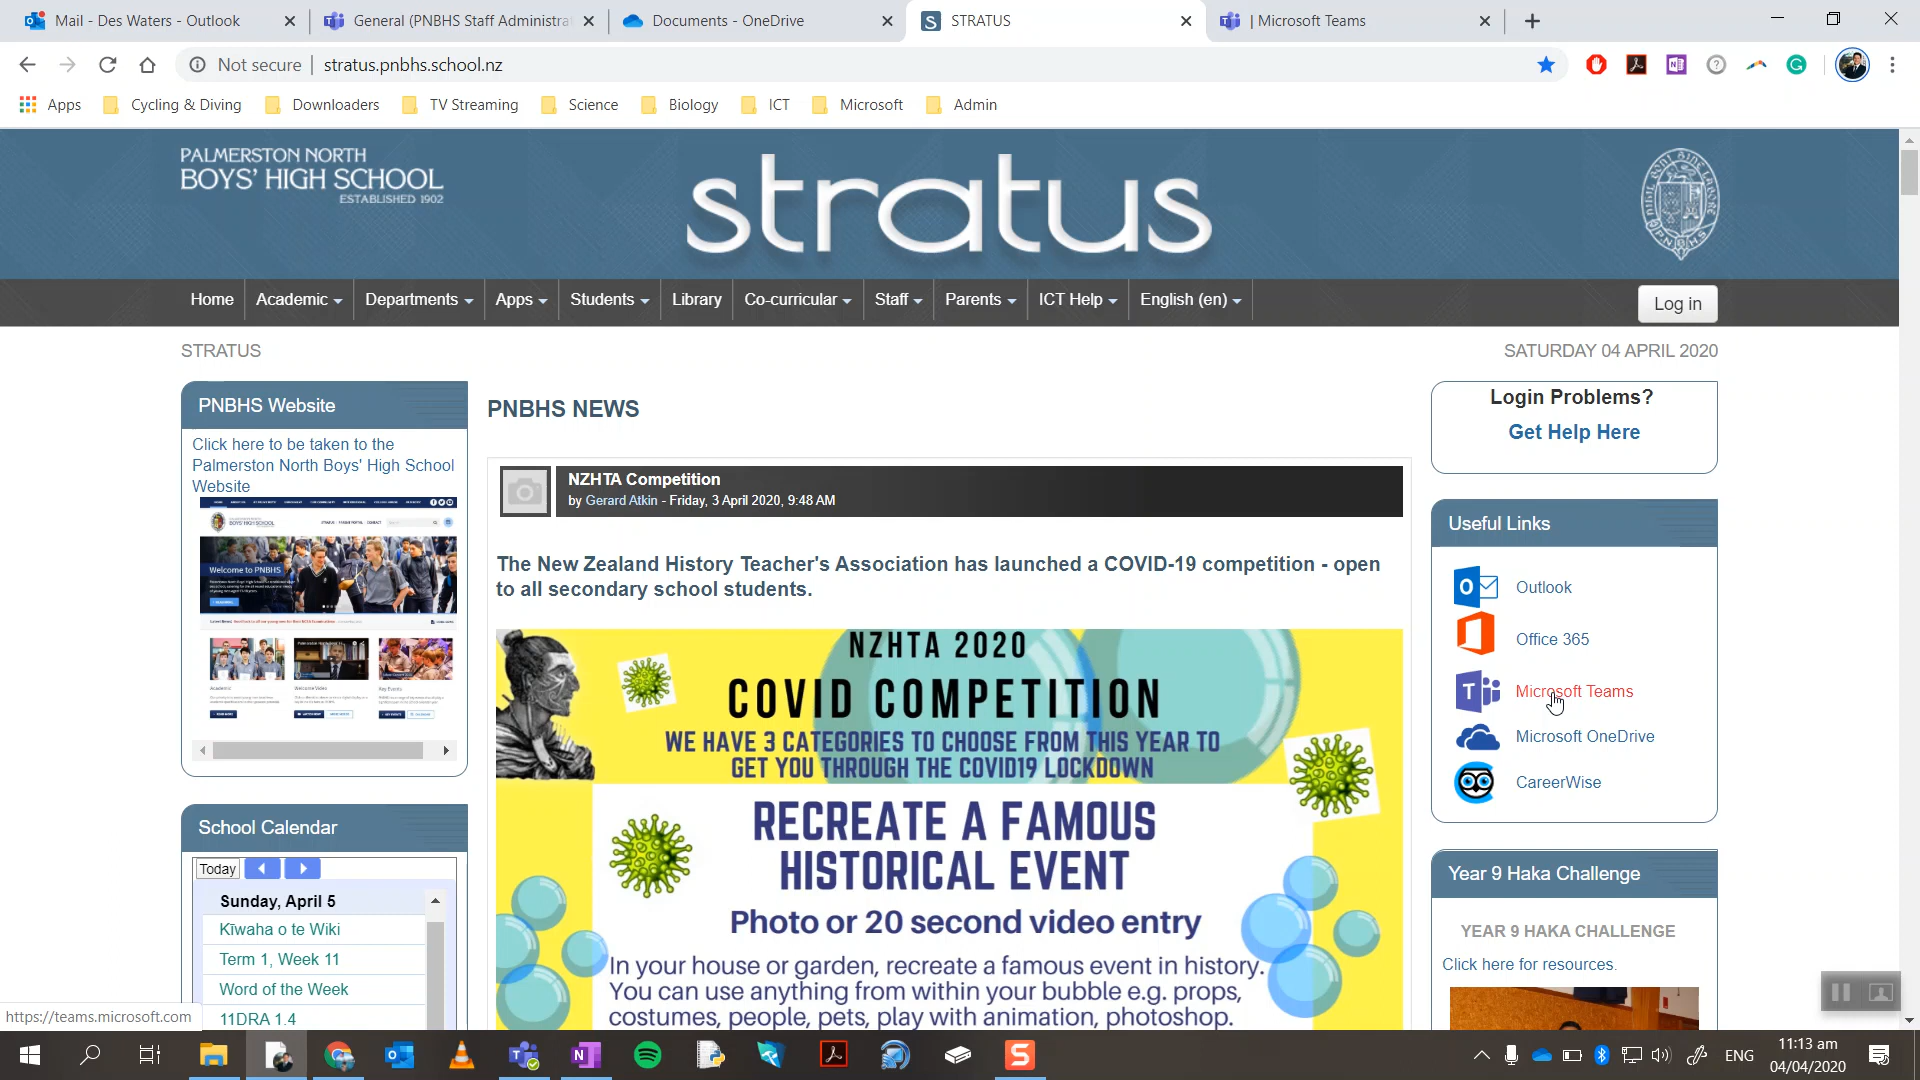 Mail - Des Waters - Outlook
General (PNBHS Staff Administra
Documents - OneDrive
STRATUS
| Microsoft Teams
Not secure | stratus.pnbhs.school.nz
Apps
Cycling & Diving
Downloaders
TV Streaming
Science
Biology
ICT
Microsoft
Admin
PALMERSTON NORTH
BOYS' HIGH SCHOOL
ESTABLISHED 1902
stratus
Home
Academic
Departments
Apps
Students
Library
Co-curricular
Staff
Parents
ICT Help
English (en)
Log in
STRATUS
SATURDAY 04 APRIL 2020
PNBHS Website
Click here to be taken to the
Palmerston North Boys' High School
Website
Welcome to PNBHS
Academic
Welcome Video
Key Events
School Calendar
Today
Sunday, April 5
Kīwaha o te Wiki
Term 1, Week 11
Word of the Week
11DRA 1.4
https://teams.microsoft.com
PNBHS NEWS
NZHTA Competition
by Gerard Atkin - Friday, 3 April 2020, 9:48 AM
The New Zealand History Teacher's Association has launched a COVID-19 competition - open
to all secondary school students.
NZHTA 2020
COVID COMPETITION
WE HAVE 3 CATEGORIES TO CHOOSE FROM THIS YEAR TO
GET YOU THROUGH THE COVID19 LOCKDOWN
RECREATE A FAMOUS
HISTORICAL EVENT
Photo or 20 second video entry
In your house or garden, recreate a famous event in history.
You can use anything from within your bubble e.g. props,
costumes, people, pets, play with animation, photoshop.
Login Problems?
Get Help Here
Useful Links
Outlook
Office 365
Microsoft Teams
Microsoft OneDrive
CareerWise
Year 9 Haka Challenge
YEAR 9 HAKA CHALLENGE
Click here for resources.
ENG
11:13 am
04/04/2020